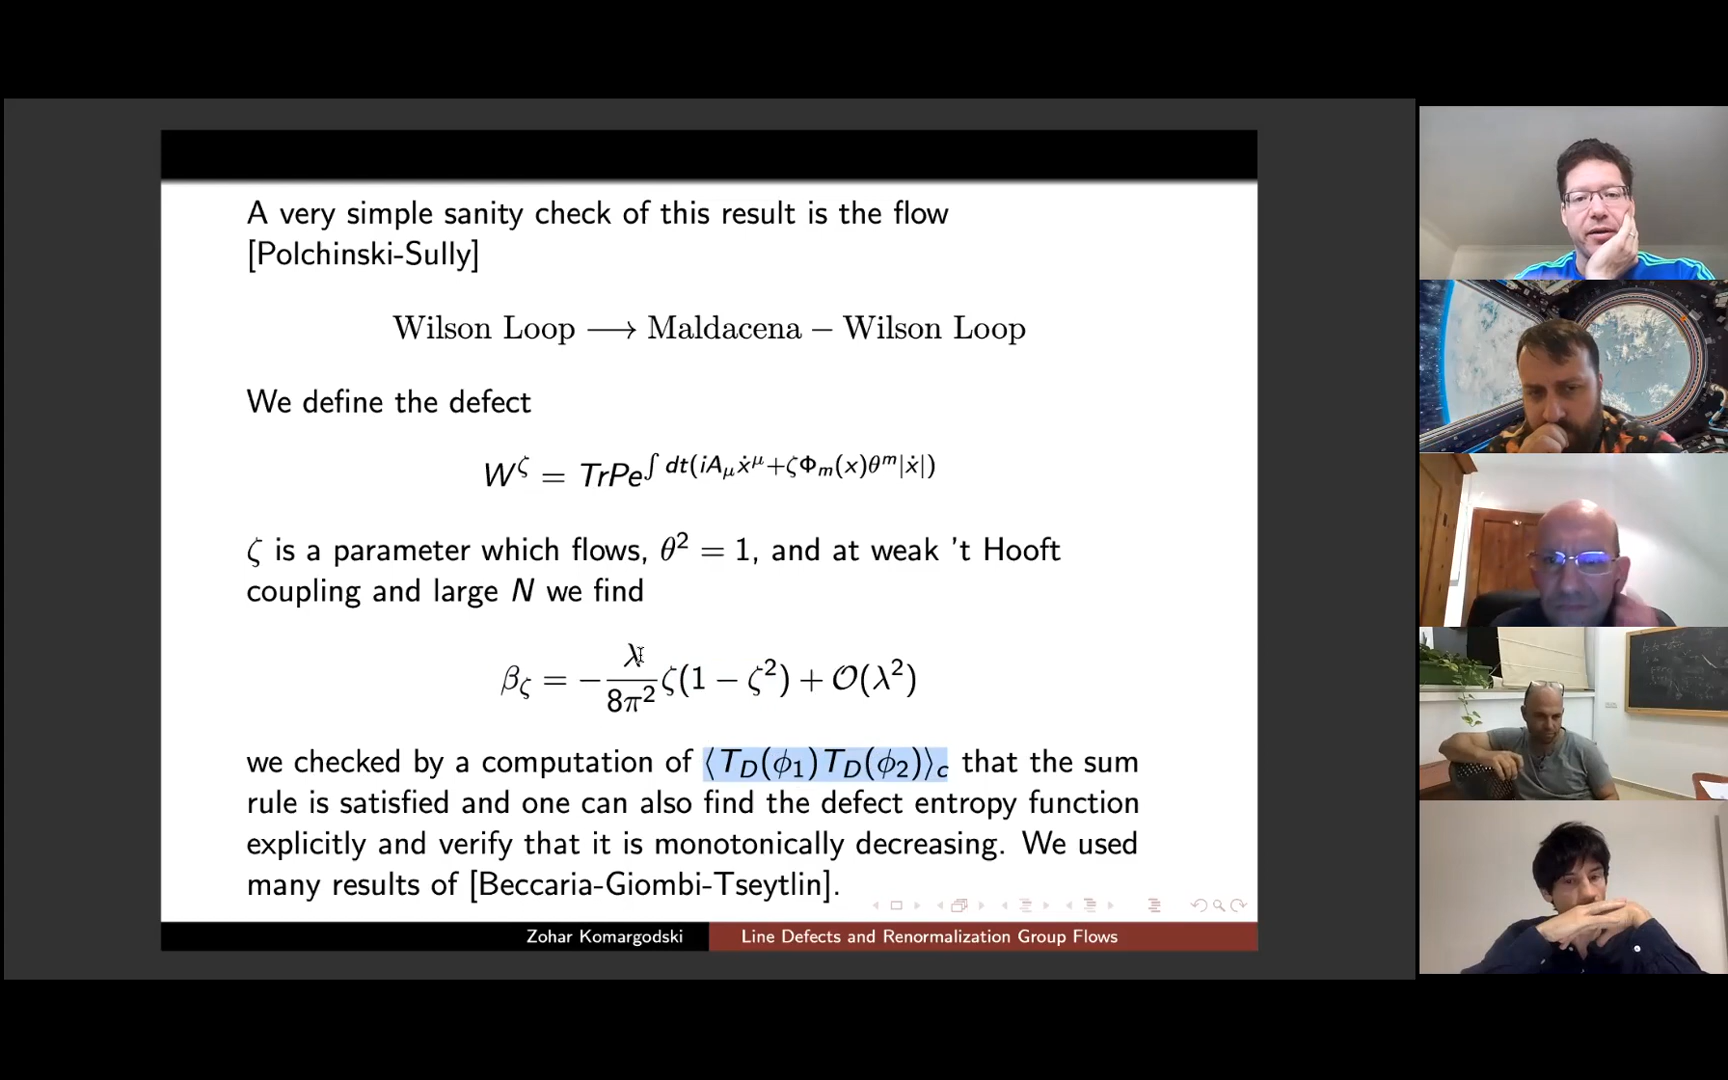 A very simple sanity check of this result is the flow
[Polchinski-Sully]
Wilson Loop ⟶ Maldacena − Wilson Loop
We define the defect
W^ζ = TrPe^{∫ dt(iA_μ ẋ^μ+ζΦ_m(x)θ^m|ẋ|)}
ζ is a parameter which flows, θ² = 1, and at weak 't Hooft
coupling and large N we find
β_ζ = −\frac{λ}{8π²}ζ(1 − ζ²) + 𝒪(λ²)
we checked by a computation of ⟨T_D(ϕ₁)T_D(ϕ₂)⟩_c that the sum
rule is satisfied and one can also find the defect entropy function
explicitly and verify that it is monotonically decreasing. We used
many results of [Beccaria-Giombi-Tseytlin].
Zohar Komargodski
Line Defects and Renormalization Group Flows